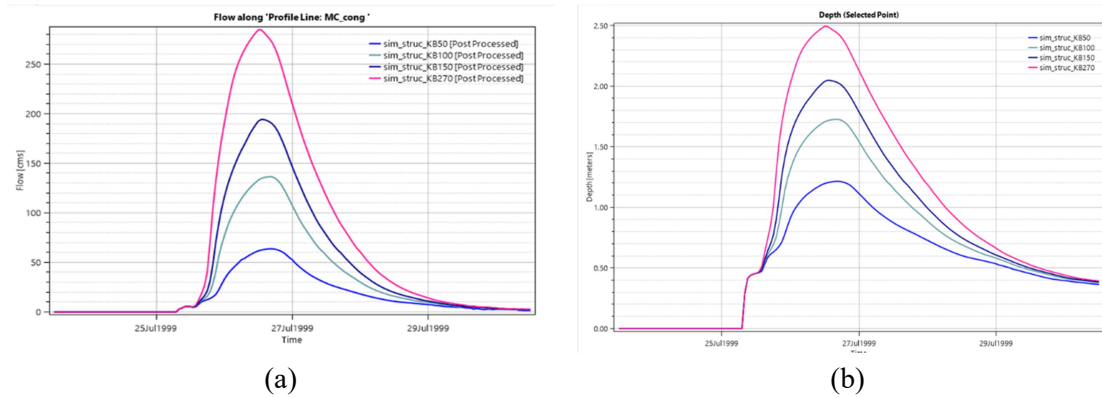 Flow along 'Profile Line: MC_cong '
sim_struc_KB50 [Post Processed]
sim_struc_KB100 [Post Processed]
sim_struc_KB150 [Post Processed]
sim_struc_KB270 [Post Processed]
Flow [cms]
250
200
150
100
50
0
25Jul1999 27Jul1999 29Jul1999
Time
(a)
Depth (Selected Point)
sim_struc_KB50
sim_struc_KB100
sim_struc_KB150
sim_struc_KB270
Depth [meters]
2.50
2.00
1.50
1.00
0.50
0.00
25Jul1999 27Jul1999 29Jul1999
Time
(b)